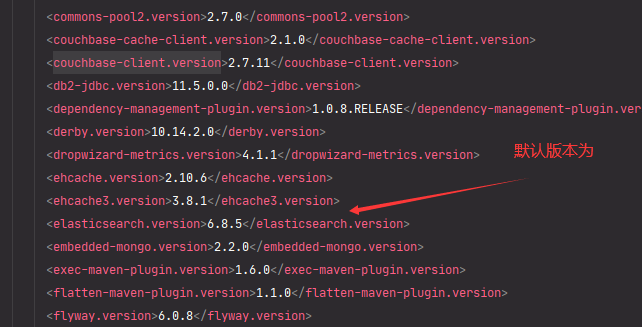 <commons-pool2.version>2.7.0</commons-pool2.version>
<couchbase-cache-client.version>2.1.0</couchbase-cache-client.version>
<couchbase-client.version>2.7.11</couchbase-client.version>
<db2-jdbc.version>11.5.0.0</db2-jdbc.version>
<dependency-management-plugin.version>1.0.8.RELEASE</dependency-management-plugin.ver
<derby.version>10.14.2.0</derby.version>
<dropwizard-metrics.version>4.1.1</dropwizard-metrics.version>
默认版本为
<ehcache.version>2.10.6</ehcache.version>
<ehcache3.version>3.8.1</ehcache3.version>
<elasticsearch.version>6.8.5</elasticsearch.version>
<embedded-mongo.version>2.2.0</embedded-mongo.version>
<exec-maven-plugin.version>1.6.0</exec-maven-plugin.version>
<flatten-maven-plugin.version>1.1.0</flatten-maven-plugin.version>
<flyway.version>6.0.8</flyway.version>